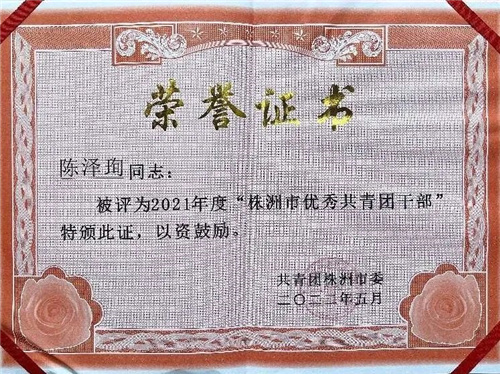 荣誉证书
陈泽珣同志：
被评为2021年度“株洲市优秀共青团干部”
特颁此证，以资鼓励。
共青团株洲市委
二〇二二年五月